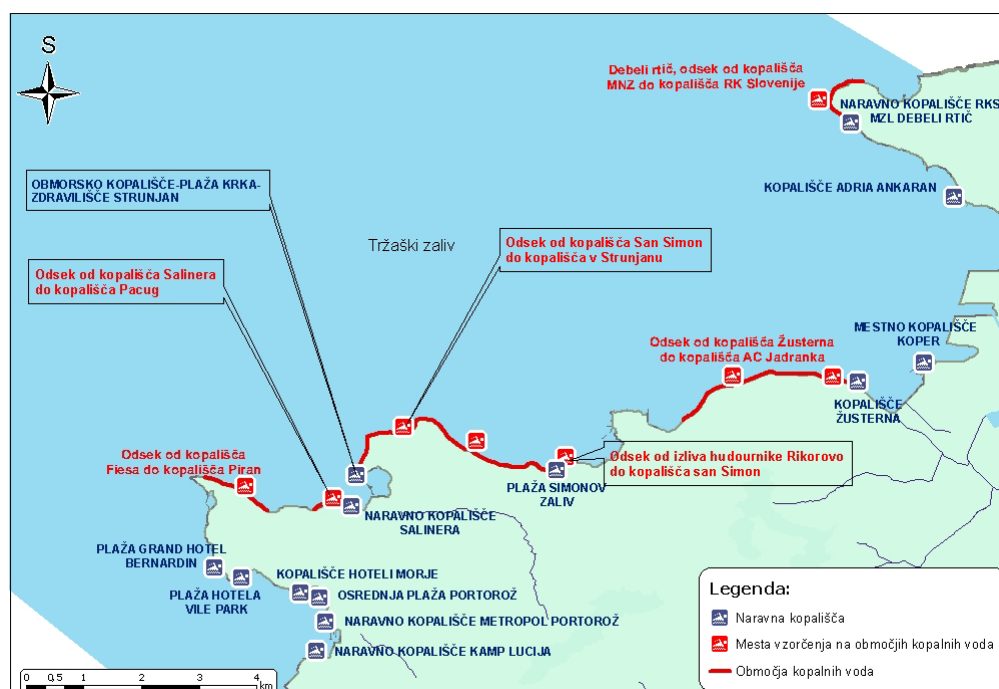 S
Debeli rtič, odsek od kopališča
MNZ do kopališča RK Slovenije
NARAVNO KOPALIŠČE RKS
MZL DEBELI RTIČ
OBMORSKO KOPALIŠČE-PLAŽA KRKA-
ZDRAVILIŠČE STRUNJAN
KOPALIŠČE ADRIA ANKARAN
Tržaški zaliv
Odsek od kopališča San Simon
do kopališča v Strunjanu
Odsek od kopališča Salinera
do kopališča Pacug
MESTNO KOPALIŠČE
KOPER
Odsek od kopališča Žusterna
do kopališča AC Jadranka
KOPALIŠČE
ŽUSTERNA
Odsek od kopališča
Fiesa do kopališča Piran
Odsek od izliva hudournike Rikorovo
do kopališča san Simon
PLAŽA SIMONOV
ZALIV
NARAVNO KOPALIŠČE
SALINERA
PLAŽA GRAND HOTEL
BERNARDIN
KOPALIŠČE HOTELI MORJE
PLAŽA HOTELA
VILE PARK
OSREDNJA PLAŽA PORTOROŽ
NARAVNO KOPALIŠČE METROPOL PORTOROŽ
NARAVNO KOPALIŠČE KAMP LUCIJA
Legenda:
Naravna kopališča
Mesta vzorčenja na območjih kopalnih voda
Območja kopalnih voda
0 0,5 1 2 3 4
km